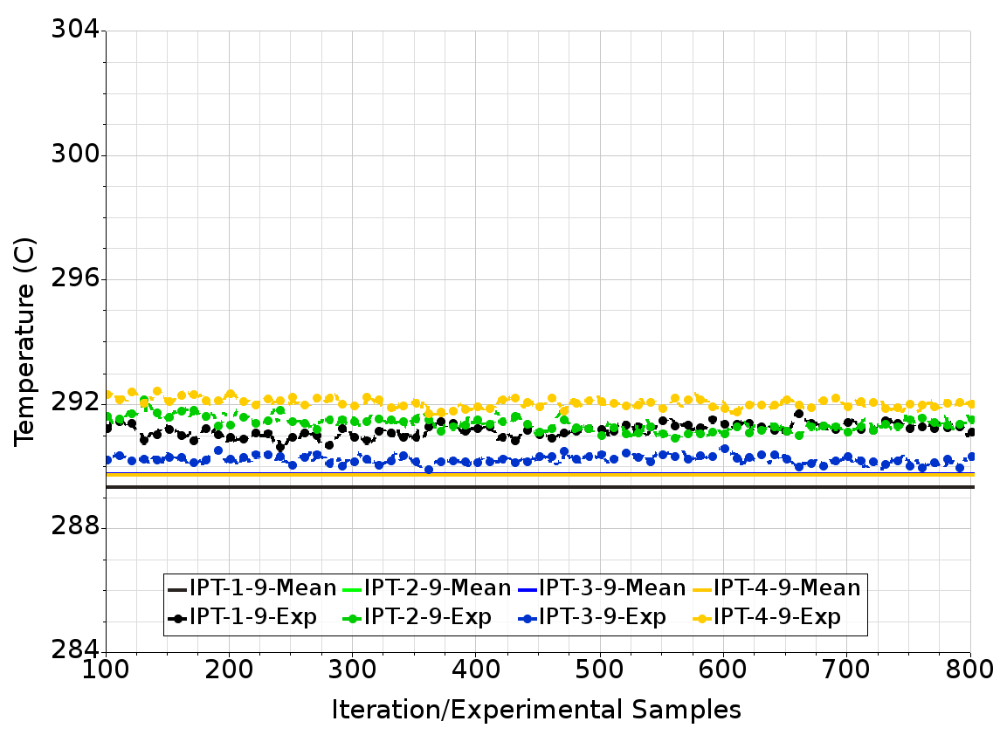 304
300
296
292
288
284
Temperature (C)
100 200 300 400 500 600 700 800
Iteration/Experimental Samples
IPT-1-9-Mean IPT-2-9-Mean IPT-3-9-Mean IPT-4-9-Mean
IPT-1-9-Exp IPT-2-9-Exp IPT-3-9-Exp IPT-4-9-Exp